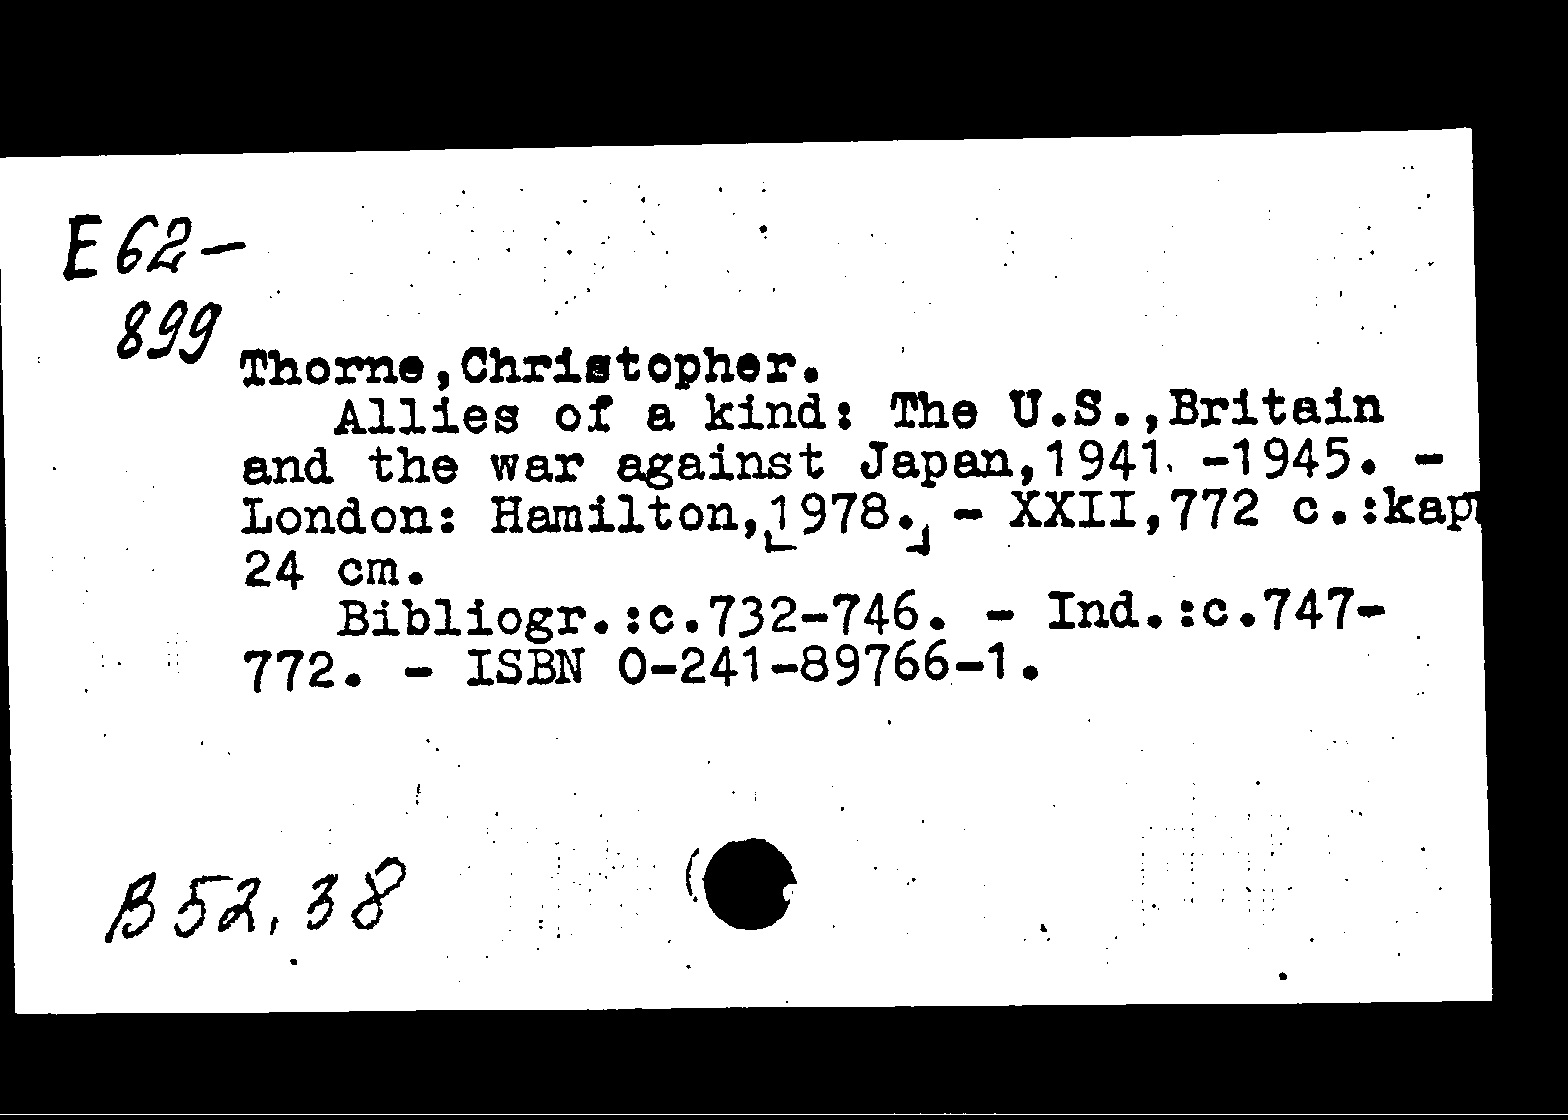 E62-
899
Thorne,Christopher.
Allies of a kind: The U.S.,Britain
and the war against Japan,1941 -1945. -
London: Hamilton,1978. - XXII,772 c.:
24 cm.
Bibliogr.:c.732-746. - Ind.:c.747-
772. - ISBN 0-241-89766-1.
B52,38